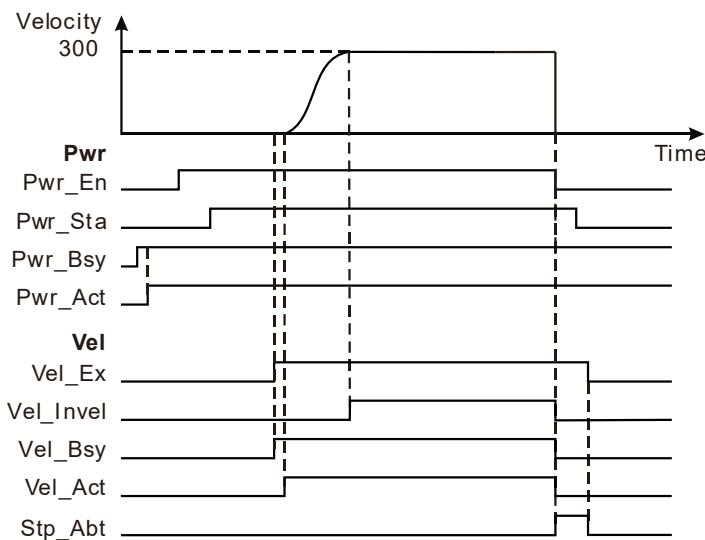 Velocity
300
Time
Pwr
Pwr_En
Pwr_Sta
Pwr_Bsy
Pwr_Act
Vel
Vel_Ex
Vel_Invel
Vel_Bsy
Vel_Act
Stp_Abt